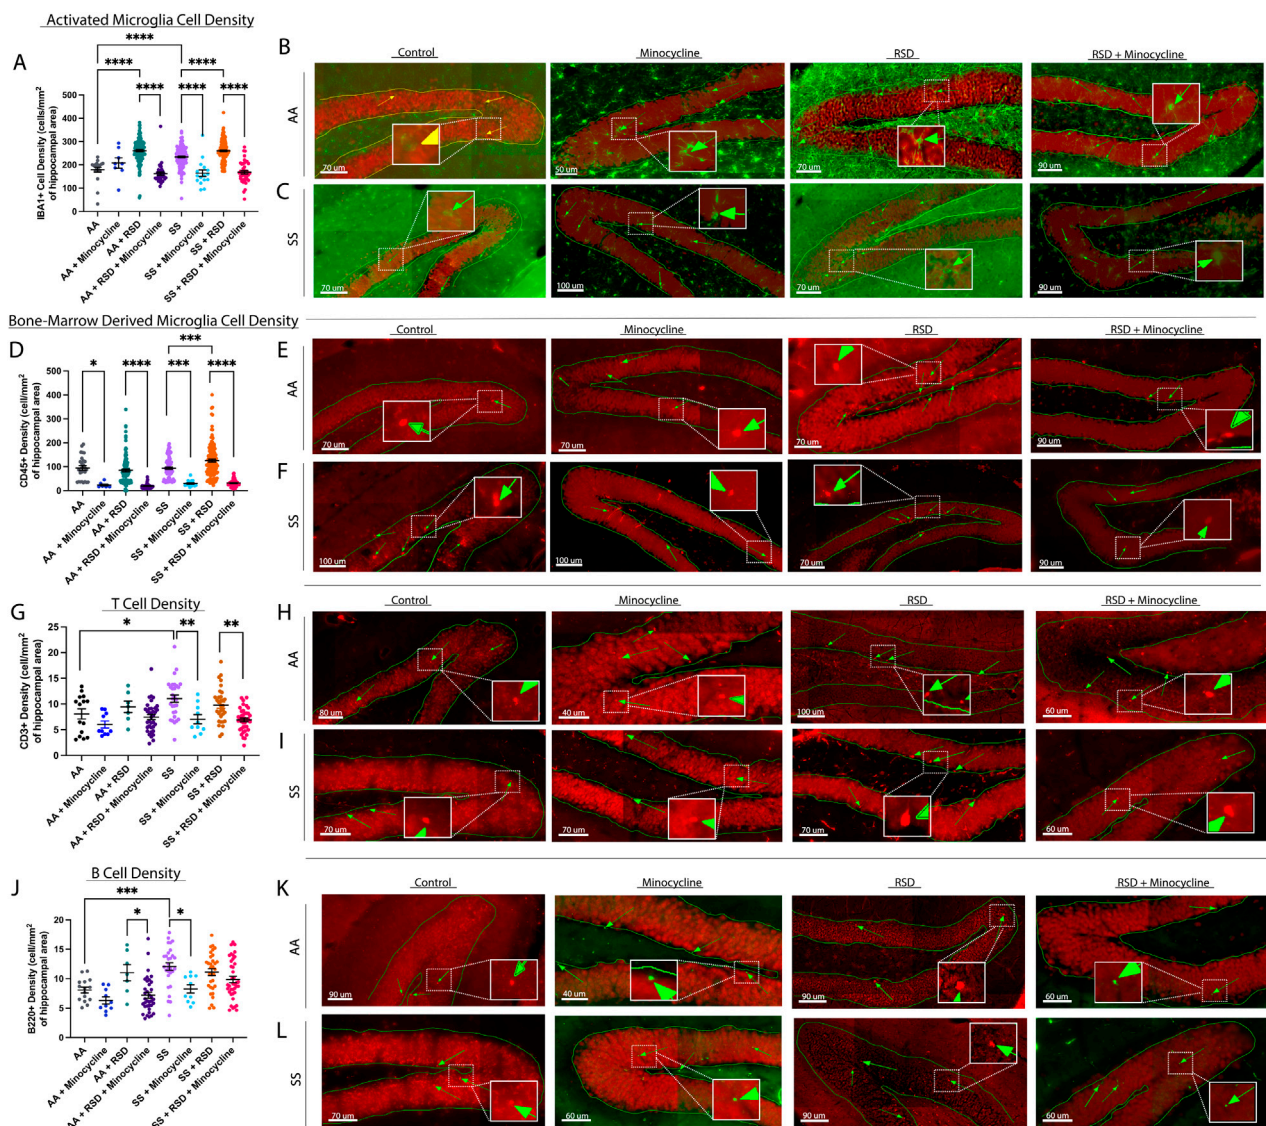 Activated Microglia Cell Density
A
IBA1+ Cell Density (cells/mm²
of hippocampal area)
500
400
300
200
100
0
****
****
****
****
****
****
AA
AA + Minocycline
AA + RSD
AA + RSD + Minocycline
SS
SS + Minocycline
SS + RSD
SS + RSD + Minocycline
B
Control
Minocycline
RSD
RSD + Minocycline
AA
70 um
50 um
70 um
90 um
C
SS
70 um
100 um
70 um
90 um
Bone-Marrow Derived Microglia Cell Density
D
CD45+ Density (cell/mm²
of hippocampal area)
500
400
300
200
100
0
*
****
***
***
****
AA
AA + Minocycline
AA + RSD
AA + RSD + Minocycline
SS
SS + Minocycline
SS + RSD
SS + RSD + Minocycline
E
Control
Minocycline
RSD
RSD + Minocycline
AA
70 um
70 um
70 um
90 um
F
SS
100 um
100 um
70 um
90 um
G
T Cell Density
CD3+ Density (cell/mm²
of hippocampal area)
25
20
15
10
5
0
*
**
**
AA
AA + Minocycline
AA + RSD
AA + RSD + Minocycline
SS
SS + Minocycline
SS + RSD
SS + RSD + Minocycline
H
Control
Minocycline
RSD
RSD + Minocycline
AA
80 um
40 um
100 um
60 um
I
SS
70 um
70 um
70 um
60 um
J
B Cell Density
B220+ Density (cell/mm²
of hippocampal area)
20
15
10
5
0
***
*
*
AA
AA + Minocycline
AA + RSD
AA + RSD + Minocycline
SS
SS + Minocycline
SS + RSD
SS + RSD + Minocycline
K
Control
Minocycline
RSD
RSD + Minocycline
AA
90 um
40 um
90 um
60 um
L
SS
70 um
60 um
90 um
60 um